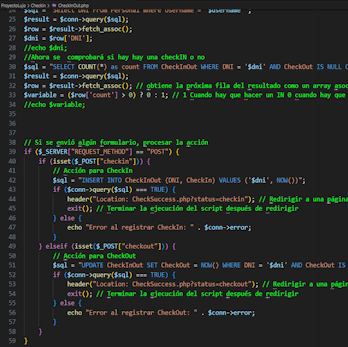 ProyectoLujo > CheckIn > CheckInOut.php
24 $sql = "Select DNI From Personal where Username = '$username'";
25 $result = $conn->query($sql);
26 $row = $result->fetch_assoc();
27 $dni = $row['DNI'];
28 //echo $dni;
29 //Ahora se comprobará si hay hay una checkIN o no
30 $sql = "SELECT COUNT(*) as count FROM CheckInOut WHERE DNI = '$dni' AND CheckOut IS NULL
31 $result = $conn->query($sql);
32 $row = $result->fetch_assoc(); // obtiene la próxima fila del resultado como un array asoc
33 $variable = ($row['count'] > 0) ? 0 : 1; // 1 Cuando hay que hacer un IN 0 cuando hay que
34 //echo $variable;
35
36
37
38 // Si se envió algún formulario, procesar la acción
39 if ($_SERVER["REQUEST_METHOD"] == "POST") {
40 if (isset($_POST["checkin"])) {
41 // Acción para CheckIn
42 $sql = "INSERT INTO CheckInOut (DNI, CheckIn) VALUES ('$dni', NOW())";
43 if ($conn->query($sql) === TRUE) {
44 header("Location: CheckSuccess.php?status=checkin"); // Redirigir a una página
45 exit(); // Terminar la ejecución del script después de redirigir
46 } else {
47 echo "Error al registrar CheckIn: " . $conn->error;
48 }
49 } elseif (isset($_POST["checkout"])) {
50 // Acción para CheckOut
51 $sql = "UPDATE CheckInOut SET CheckOut = NOW() WHERE DNI = '$dni' AND CheckOut IS
52 if ($conn->query($sql) === TRUE) {
53 header("Location: CheckSuccess.php?status=checkout"); // Redirigir a una página
54 exit(); // Terminar la ejecución del script después de redirigir
55 } else {
56 echo "Error al registrar CheckOut: " . $conn->error;
57 }
58 }
59 }